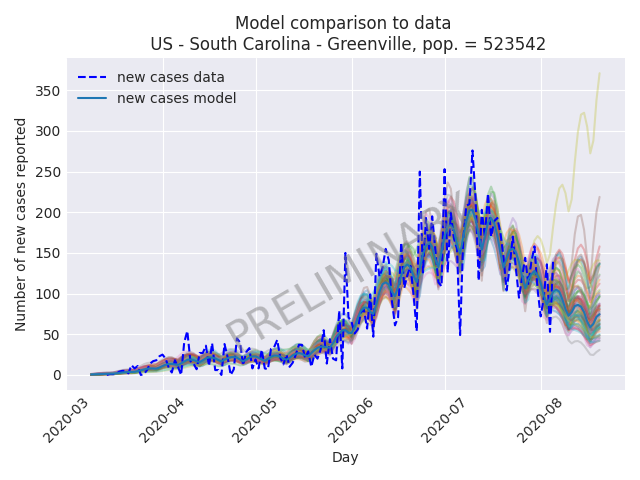 Model comparison to data
US - South Carolina - Greenville, pop. = 523542
new cases data
new cases model
Number of new cases reported
350
300
250
200
150
100
50
0
PRELIMINARY
2020-03
2020-04
2020-05
2020-06
2020-07
2020-08
Day